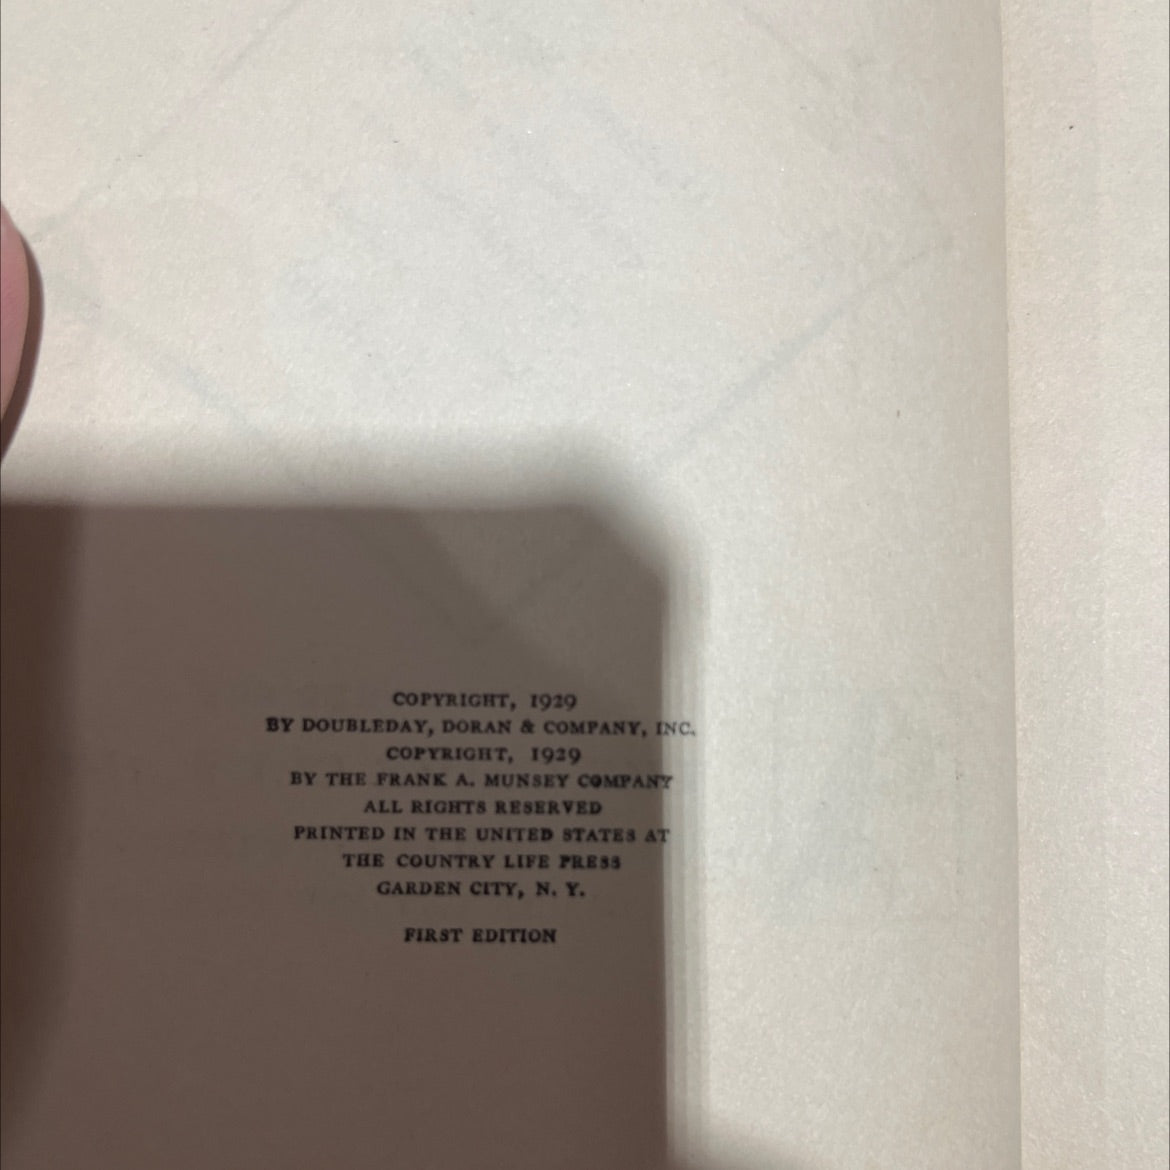 COPYRIGHT, 1929
BY DOUBLEDAY, DORAN & COMPANY, INC.
COPYRIGHT, 1929
BY THE FRANK A. MUNSEY COMPANY
ALL RIGHTS RESERVED
PRINTED IN THE UNITED STATES AT
THE COUNTRY LIFE PRESS
GARDEN CITY, N. Y.
FIRST EDITION